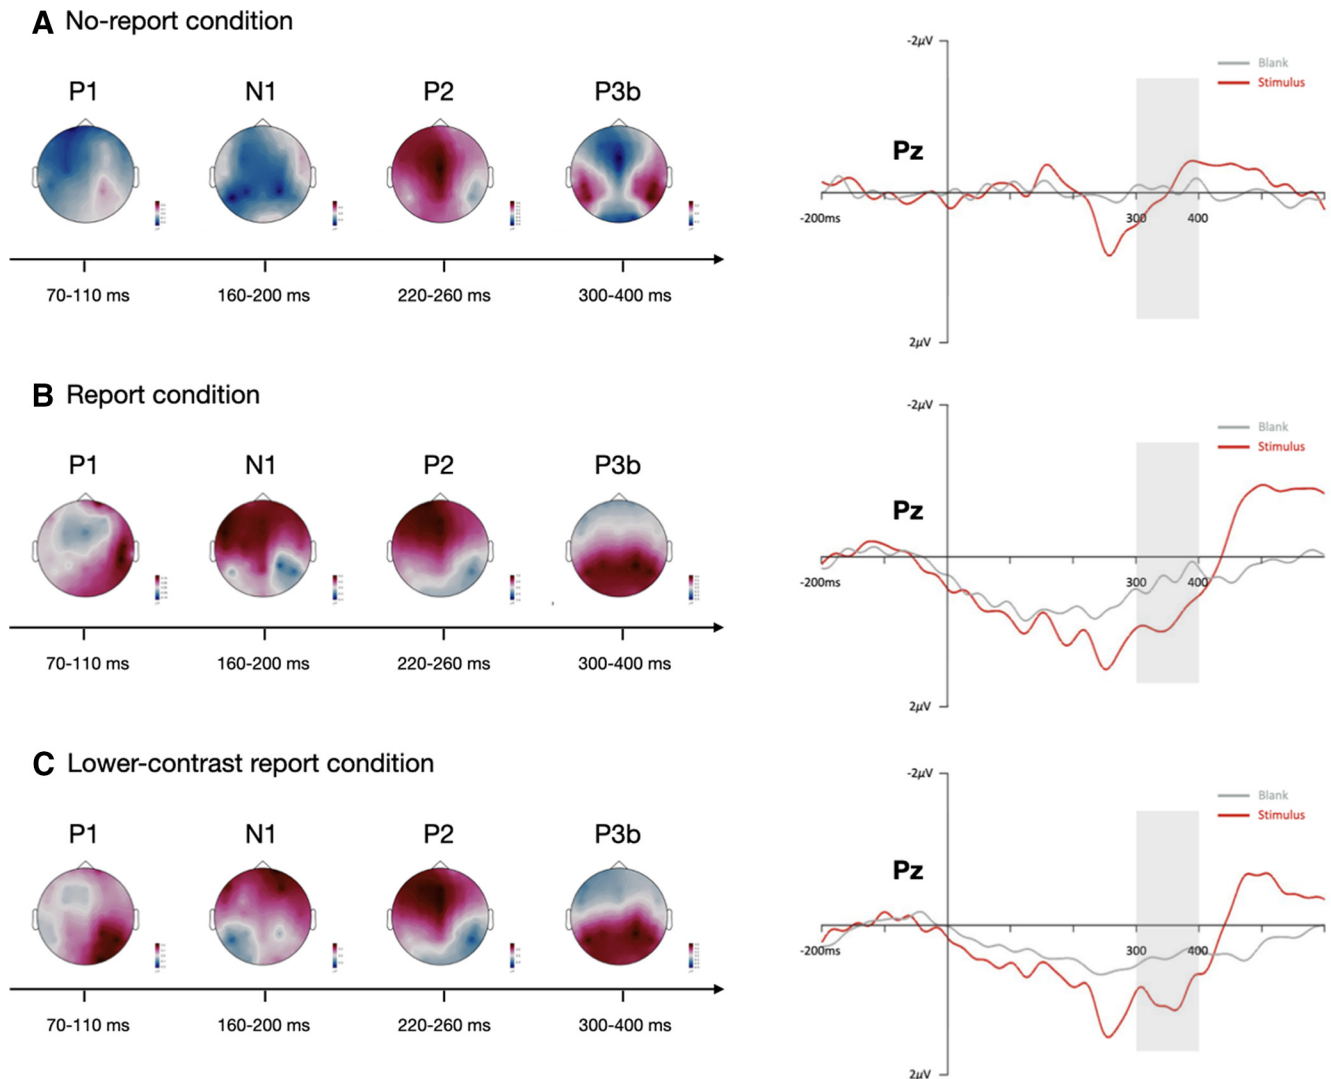 A No-report condition
P1 N1 P2 P3b
70-110 ms 160-200 ms 220-260 ms 300-400 ms
-2µV
Blank
Stimulus
Pz
-200ms 300 400
2µV
B Report condition
P1 N1 P2 P3b
70-110 ms 160-200 ms 220-260 ms 300-400 ms
-2µV
Blank
Stimulus
Pz
-200ms 300 400
2µV
C Lower-contrast report condition
P1 N1 P2 P3b
70-110 ms 160-200 ms 220-260 ms 300-400 ms
-2µV
Blank
Stimulus
Pz
-200ms 300 400
2µV